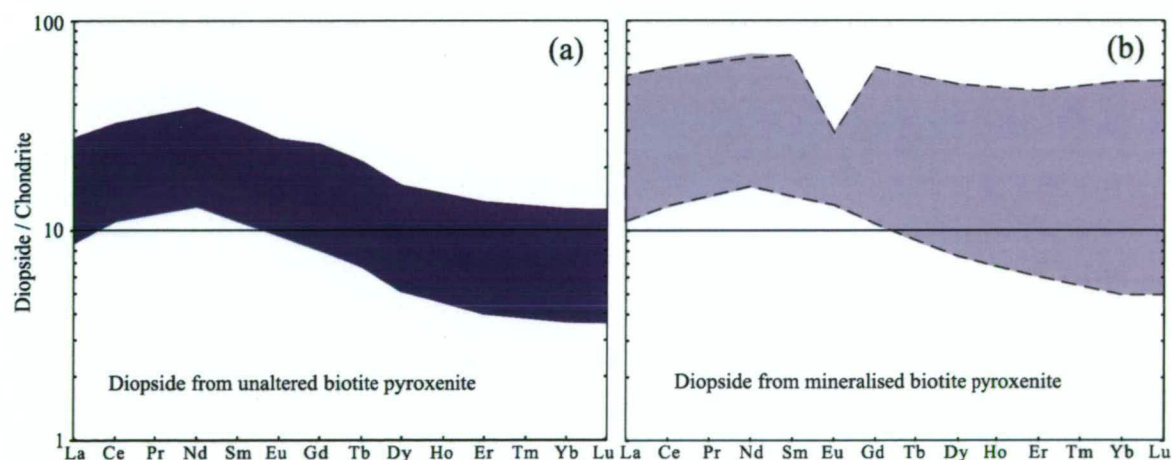 100
(a)
(b)
Diopside / Chondrite
10
Diopside from unaltered biotite pyroxenite
Diopside from mineralised biotite pyroxenite
1
La Ce Pr Nd Sm Eu Gd Tb Dy Ho Er Tm Yb Lu
La Ce Pr Nd Sm Eu Gd Tb Dy Ho Er Tm Yb Lu